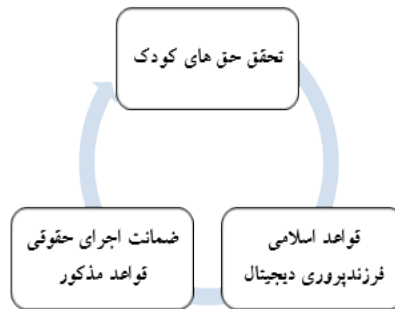 تحقق حق های کودک
قواعد اسلامی
فرزندپروری دیجیتال
ضمانت اجرای حقوقی
قواعد مذکور